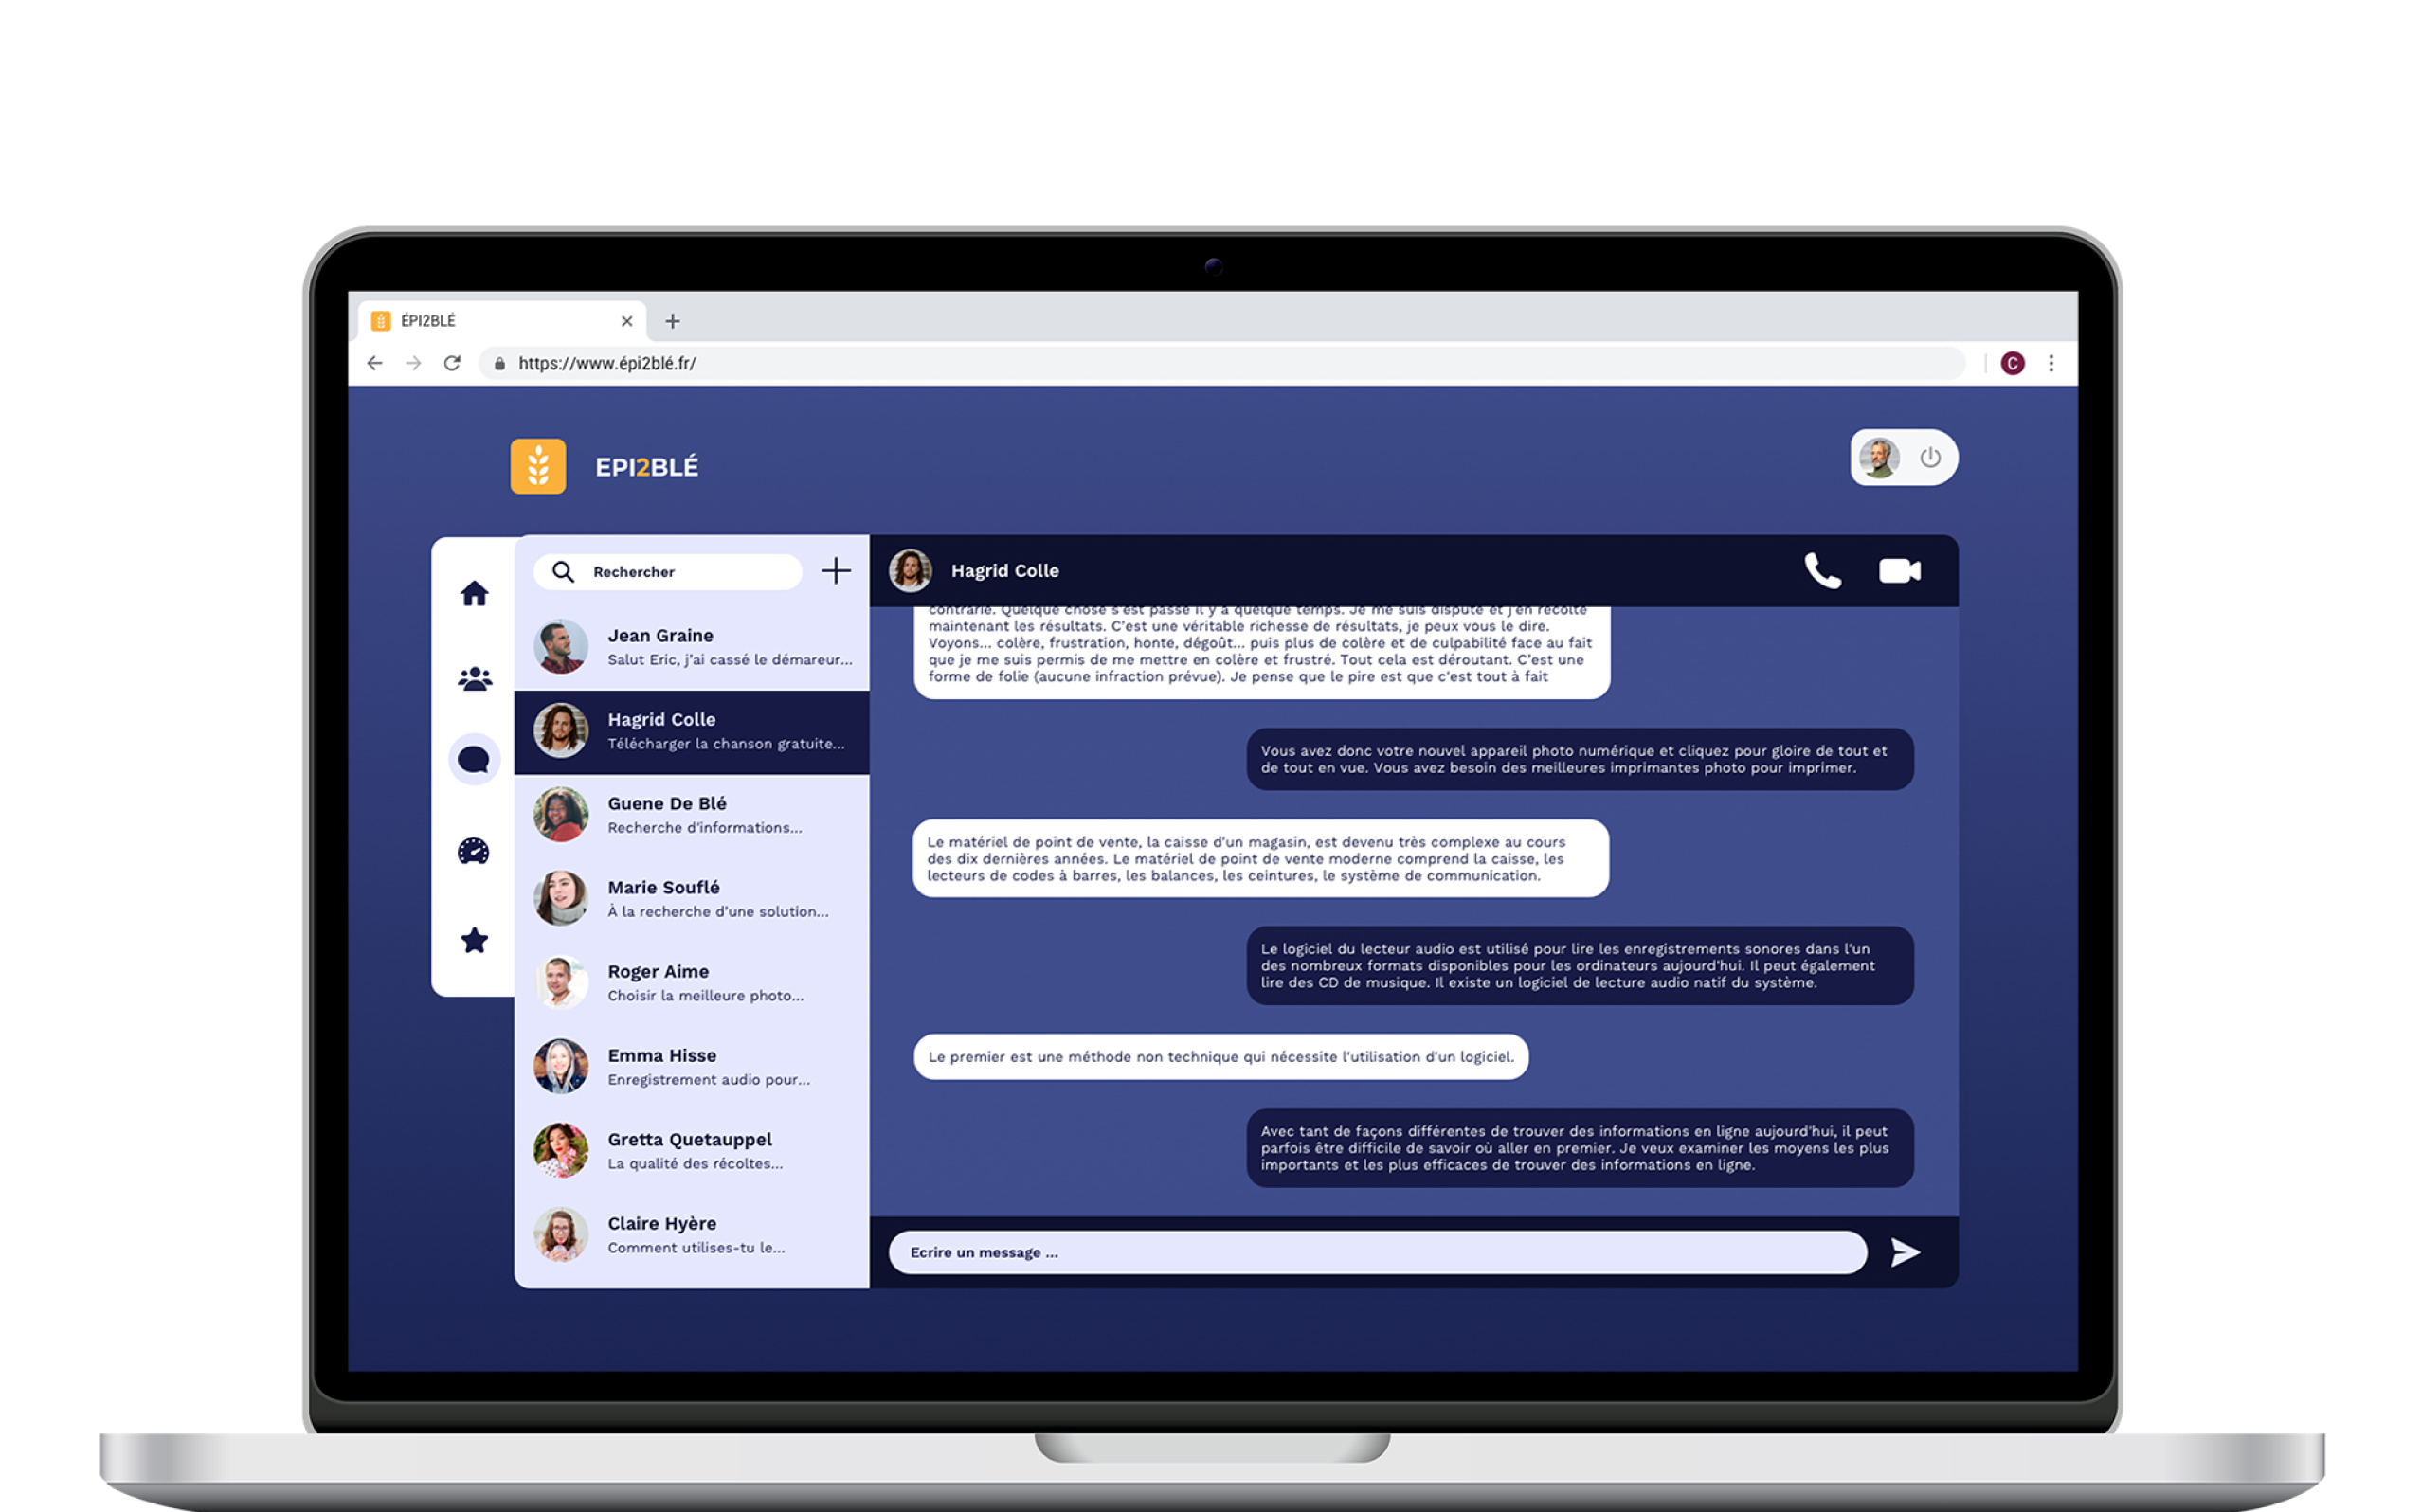 ÉPI2BLÉ
https://www.épi2blé.fr/
C
EPI2BLÉ
Rechercher
Jean Graine
Salut Eric, j'ai cassé le démareur...
Hagrid Colle
Télécharger la chanson gratuite...
Guene De Blé
Recherche d'informations...
Marie Souflé
À la recherche d'une solution...
Roger Aime
Choisir la meilleure photo...
Emma Hisse
Enregistrement audio pour...
Gretta Quetauppel
La qualité des récoltes...
Claire Hyère
Comment utilises-tu le...
Hagrid Colle
contrarié. Quelque chose s'est passé il y a quelque temps. Je me suis disputé et j'en récolte
maintenant les résultats. C'est une véritable richesse de résultats, je peux vous le dire.
Voyons... colère, frustration, honte, dégoût... puis plus de colère et de culpabilité face au fait
que je me suis permis de me mettre en colère et frustré. Tout cela est déroutant. C'est une
forme de folie (aucune infraction prévue). Je pense que le pire est que c'est tout à fait
Vous avez donc votre nouvel appareil photo numérique et cliquez pour gloire de tout et
de tout en vue. Vous avez besoin des meilleures imprimantes photo pour imprimer.
Le matériel de point de vente, la caisse d'un magasin, est devenu très complexe au cours
des dix dernières années. Le matériel de point de vente moderne comprend la caisse, les
lecteurs de codes à barres, les balances, les ceintures, le système de communication.
Le logiciel du lecteur audio est utilisé pour lire les enregistrements sonores dans l'un
des nombreux formats disponibles pour les ordinateurs aujourd'hui. Il peut également
lire des CD de musique. Il existe un logiciel de lecture audio natif du système.
Le premier est une méthode non technique qui nécessite l'utilisation d'un logiciel.
Avec tant de façons différentes de trouver des informations en ligne aujourd'hui, il peut
parfois être difficile de savoir où aller en premier. Je veux examiner les moyens les plus
importants et les plus efficaces de trouver des informations en ligne.
Ecrire un message ...